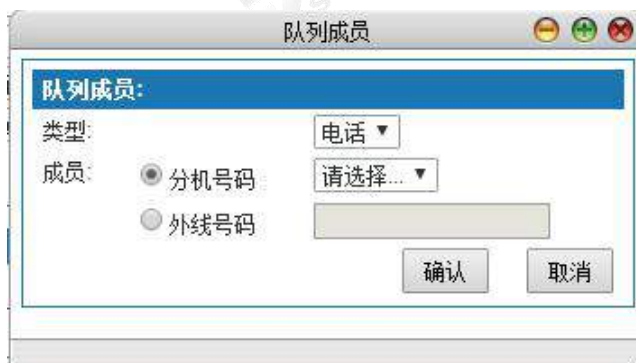 队列成员
队列成员:
类型: 电话
成员: 分机号码 请选择...
外线号码
确认 取消